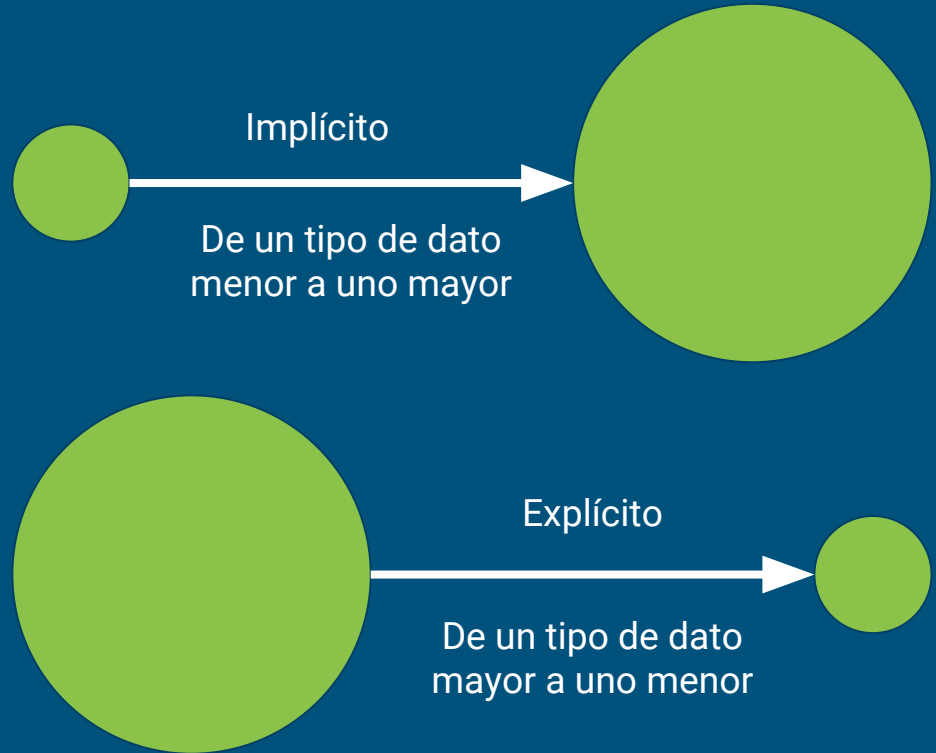 Implícito
De un tipo de dato
menor a uno mayor
Explícito
De un tipo de dato
mayor a uno menor